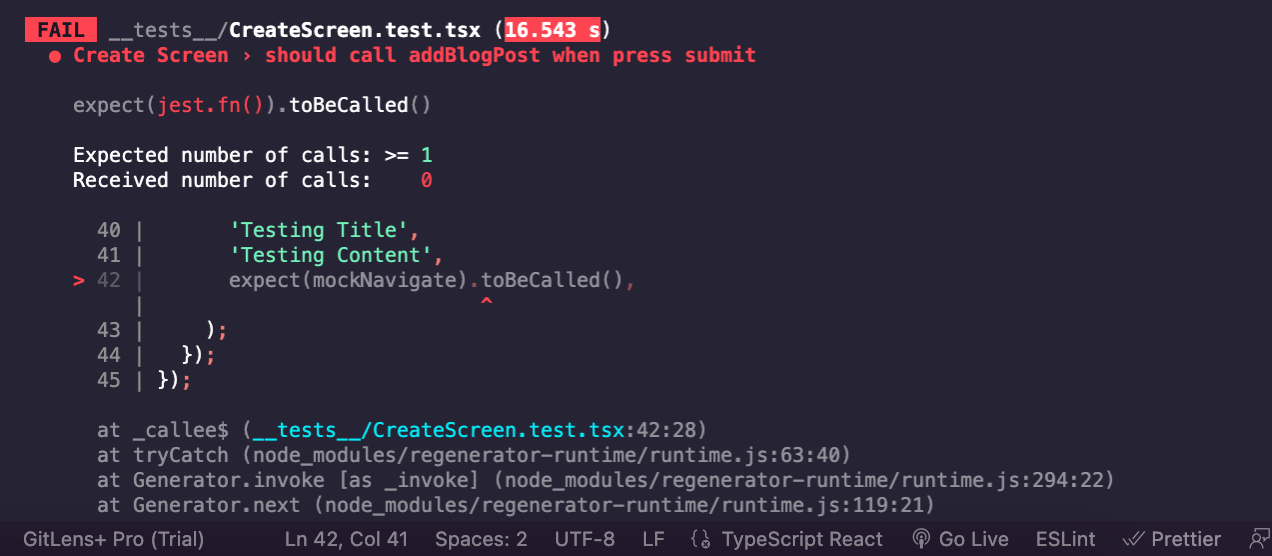 FAIL __tests__/CreateScreen.test.tsx (16.543 s)
● Create Screen › should call addBlogPost when press submit
expect(jest.fn()).toBeCalled()
Expected number of calls: >= 1
Received number of calls:    0
40 |       'Testing Title',
41 |       'Testing Content',
> 42 |       expect(mockNavigate).toBeCalled(),
|                            ^
43 |     );
44 |   });
45 | });
at _callee$ (__tests__/CreateScreen.test.tsx:42:28)
at tryCatch (node_modules/regenerator-runtime/runtime.js:63:40)
at Generator.invoke [as _invoke] (node_modules/regenerator-runtime/runtime.js:294:22)
at Generator.next (node_modules/regenerator-runtime/runtime.js:119:21)
GitLens+ Pro (Trial) Ln 42, Col 41 Spaces: 2 UTF-8 LF TypeScript React Go Live ESLint Prettier